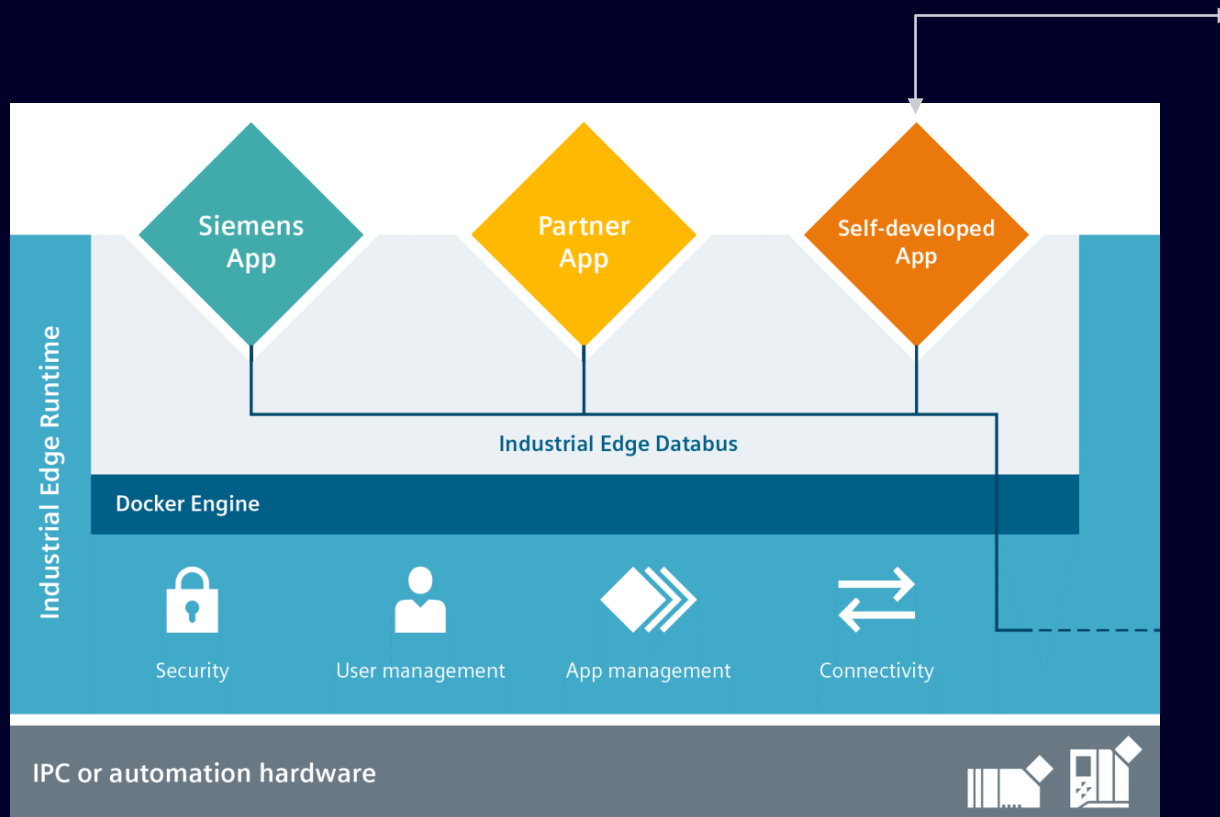 Siemens
App
Partner
App
Self-developed
App
Industrial Edge Runtime
Industrial Edge Databus
Docker Engine
Security
User management
App management
Connectivity
IPC or automation hardware